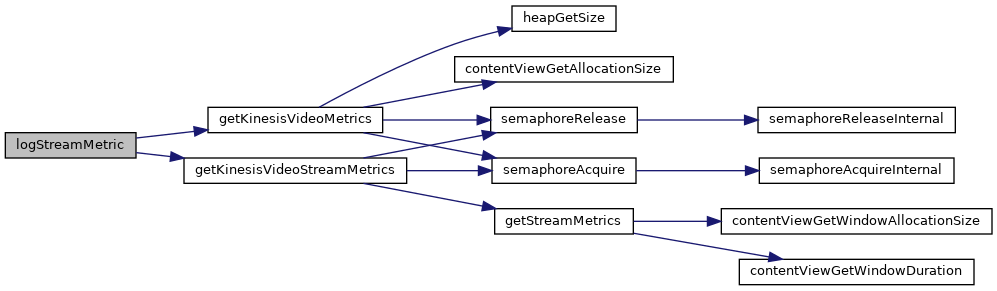 logStreamMetric
getKinesisVideoMetrics
getKinesisVideoStreamMetrics
heapGetSize
contentViewGetAllocationSize
semaphoreRelease
semaphoreAcquire
getStreamMetrics
semaphoreReleaseInternal
semaphoreAcquireInternal
contentViewGetWindowAllocationSize
contentViewGetWindowDuration